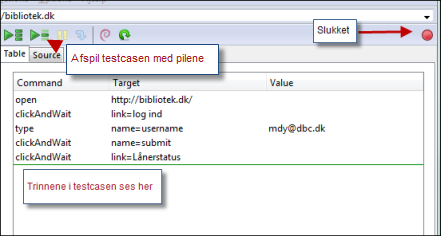 /bibliotek.dk
Slukket
Table Source
Afspil testcasen med pilene
Command Target Value
open http://bibliotek.dk/
clickAndWait link=log ind
type name=username mdy@dbc.dk
clickAndWait name=submit
clickAndWait link=Lånerstatus
Trinnene i testcasen ses her